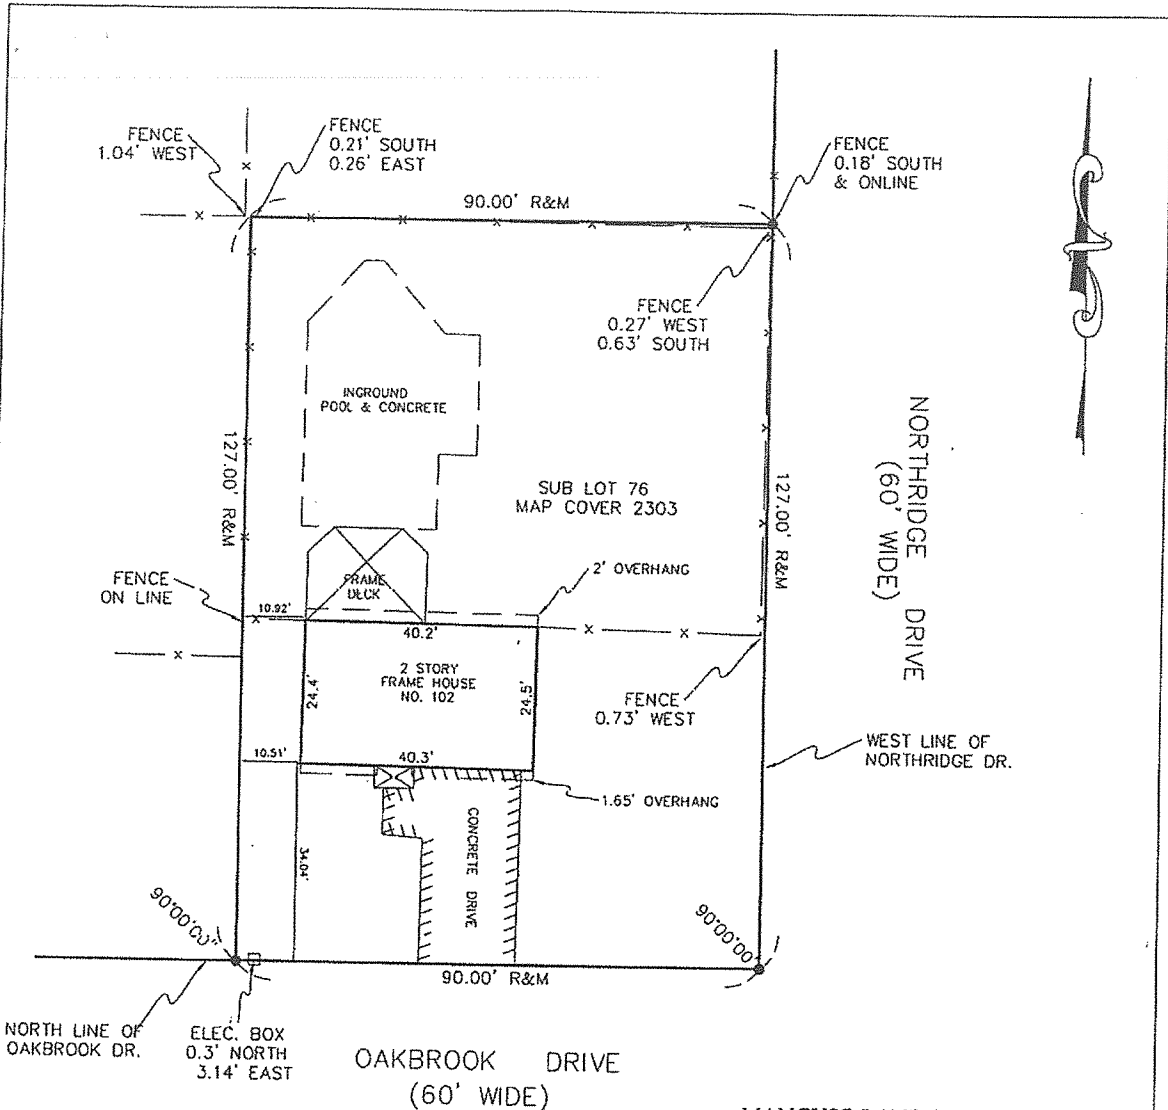 FENCE
1.04' WEST
FENCE
0.21' SOUTH
0.26' EAST
FENCE
0.18' SOUTH
& ONLINE
90.00' R&M
FENCE
0.27' WEST
0.63' SOUTH
INGROUND
POOL & CONCRETE
127.00' R&M
SUB LOT 76
MAP COVER 2303
127.00' R&M
NORTHRIDGE DRIVE
(60' WIDE)
FENCE
ON LINE
FRAME
DECK
2' OVERHANG
10.92'
40.2'
2 STORY
FRAME HOUSE
NO. 102
24.4'
24.5'
FENCE
0.73' WEST
WEST LINE OF
NORTHRIDGE DR.
10.51'
40.3'
1.65' OVERHANG
CONCRETE DRIVE
34.04'
90.00'00"
90.00'00"
90.00' R&M
NORTH LINE OF
OAKBROOK DR.
ELEC. BOX
0.3' NORTH
3.14' EAST
OAKBROOK DRIVE
(60' WIDE)